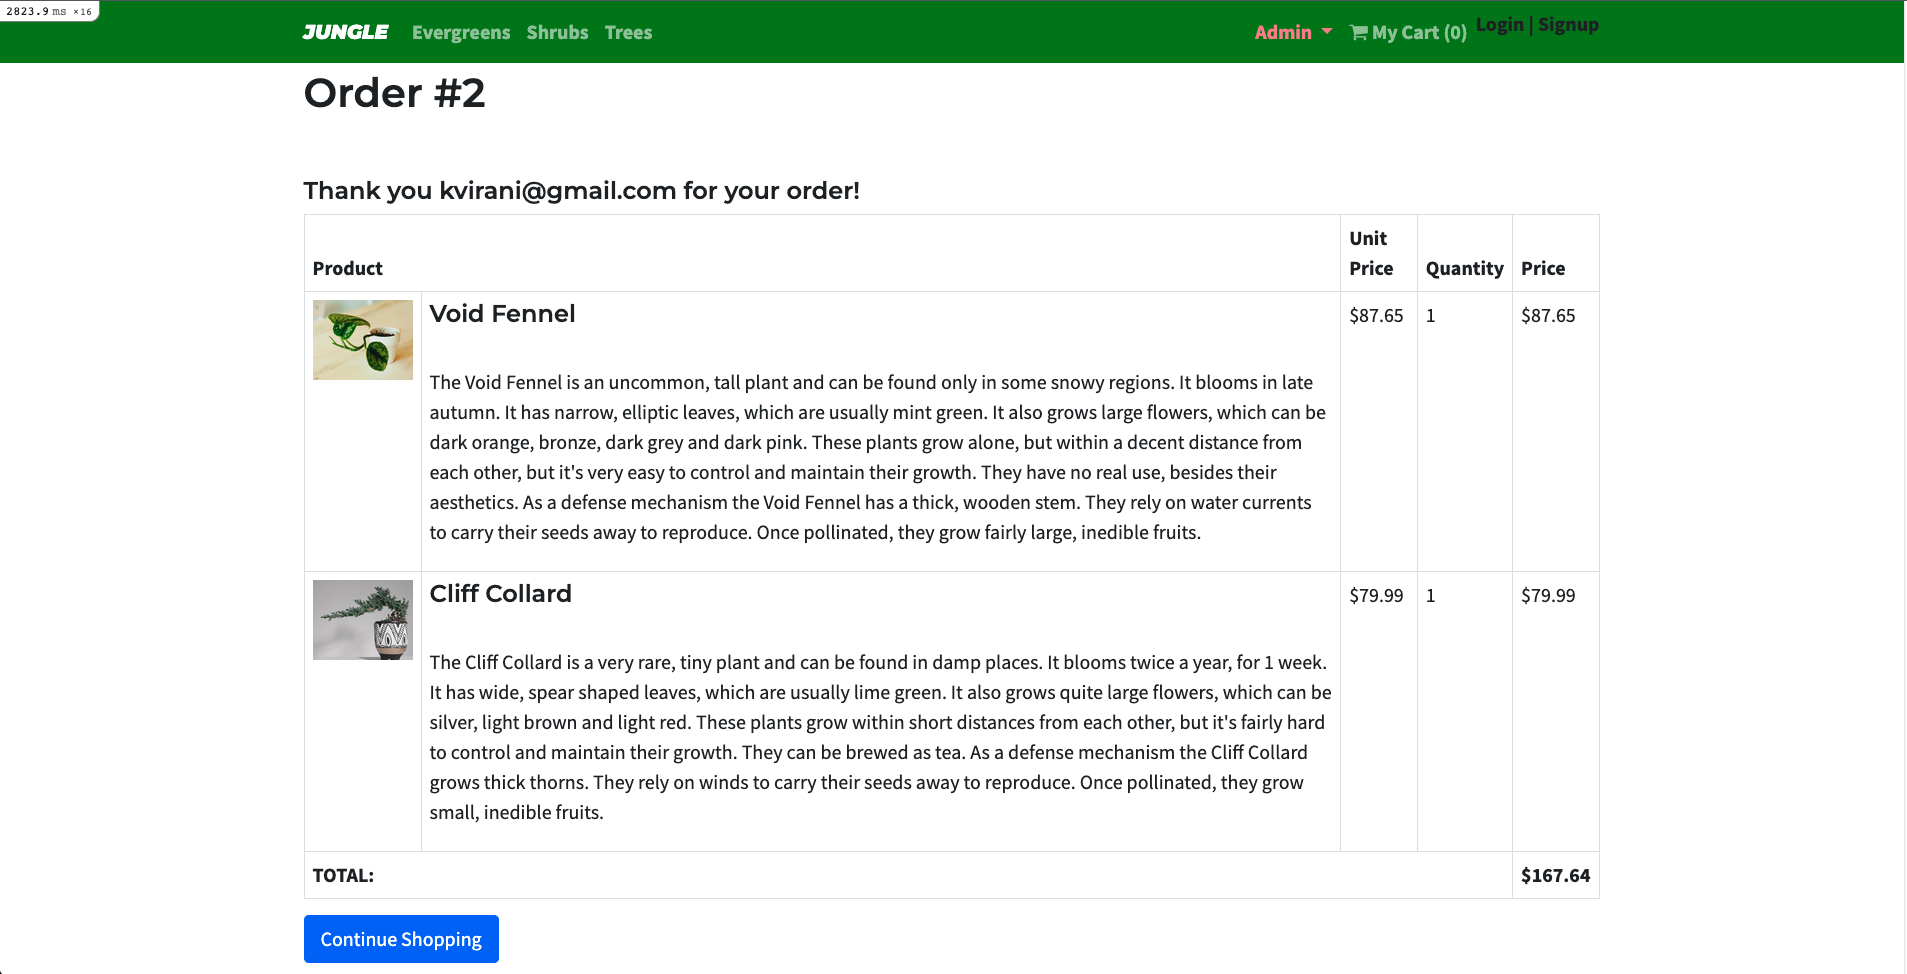 2823.9 ms ×16
JUNGLE Evergreens Shrubs Trees Admin My Cart (0) Login | Signup
Order #2
Thank you kvirani@gmail.com for your order!
Product Unit Price Quantity Price
Void Fennel $87.65 1 $87.65
The Void Fennel is an uncommon, tall plant and can be found only in some snowy regions. It blooms in late
autumn. It has narrow, elliptic leaves, which are usually mint green. It also grows large flowers, which can be
dark orange, bronze, dark grey and dark pink. These plants grow alone, but within a decent distance from
each other, but it's very easy to control and maintain their growth. They have no real use, besides their
aesthetics. As a defense mechanism the Void Fennel has a thick, wooden stem. They rely on water currents
to carry their seeds away to reproduce. Once pollinated, they grow fairly large, inedible fruits.
Cliff Collard $79.99 1 $79.99
The Cliff Collard is a very rare, tiny plant and can be found in damp places. It blooms twice a year, for 1 week.
It has wide, spear shaped leaves, which are usually lime green. It also grows quite large flowers, which can be
silver, light brown and light red. These plants grow within short distances from each other, but it's fairly hard
to control and maintain their growth. They can be brewed as tea. As a defense mechanism the Cliff Collard
grows thick thorns. They rely on winds to carry their seeds away to reproduce. Once pollinated, they grow
small, inedible fruits.
TOTAL: $167.64
Continue Shopping